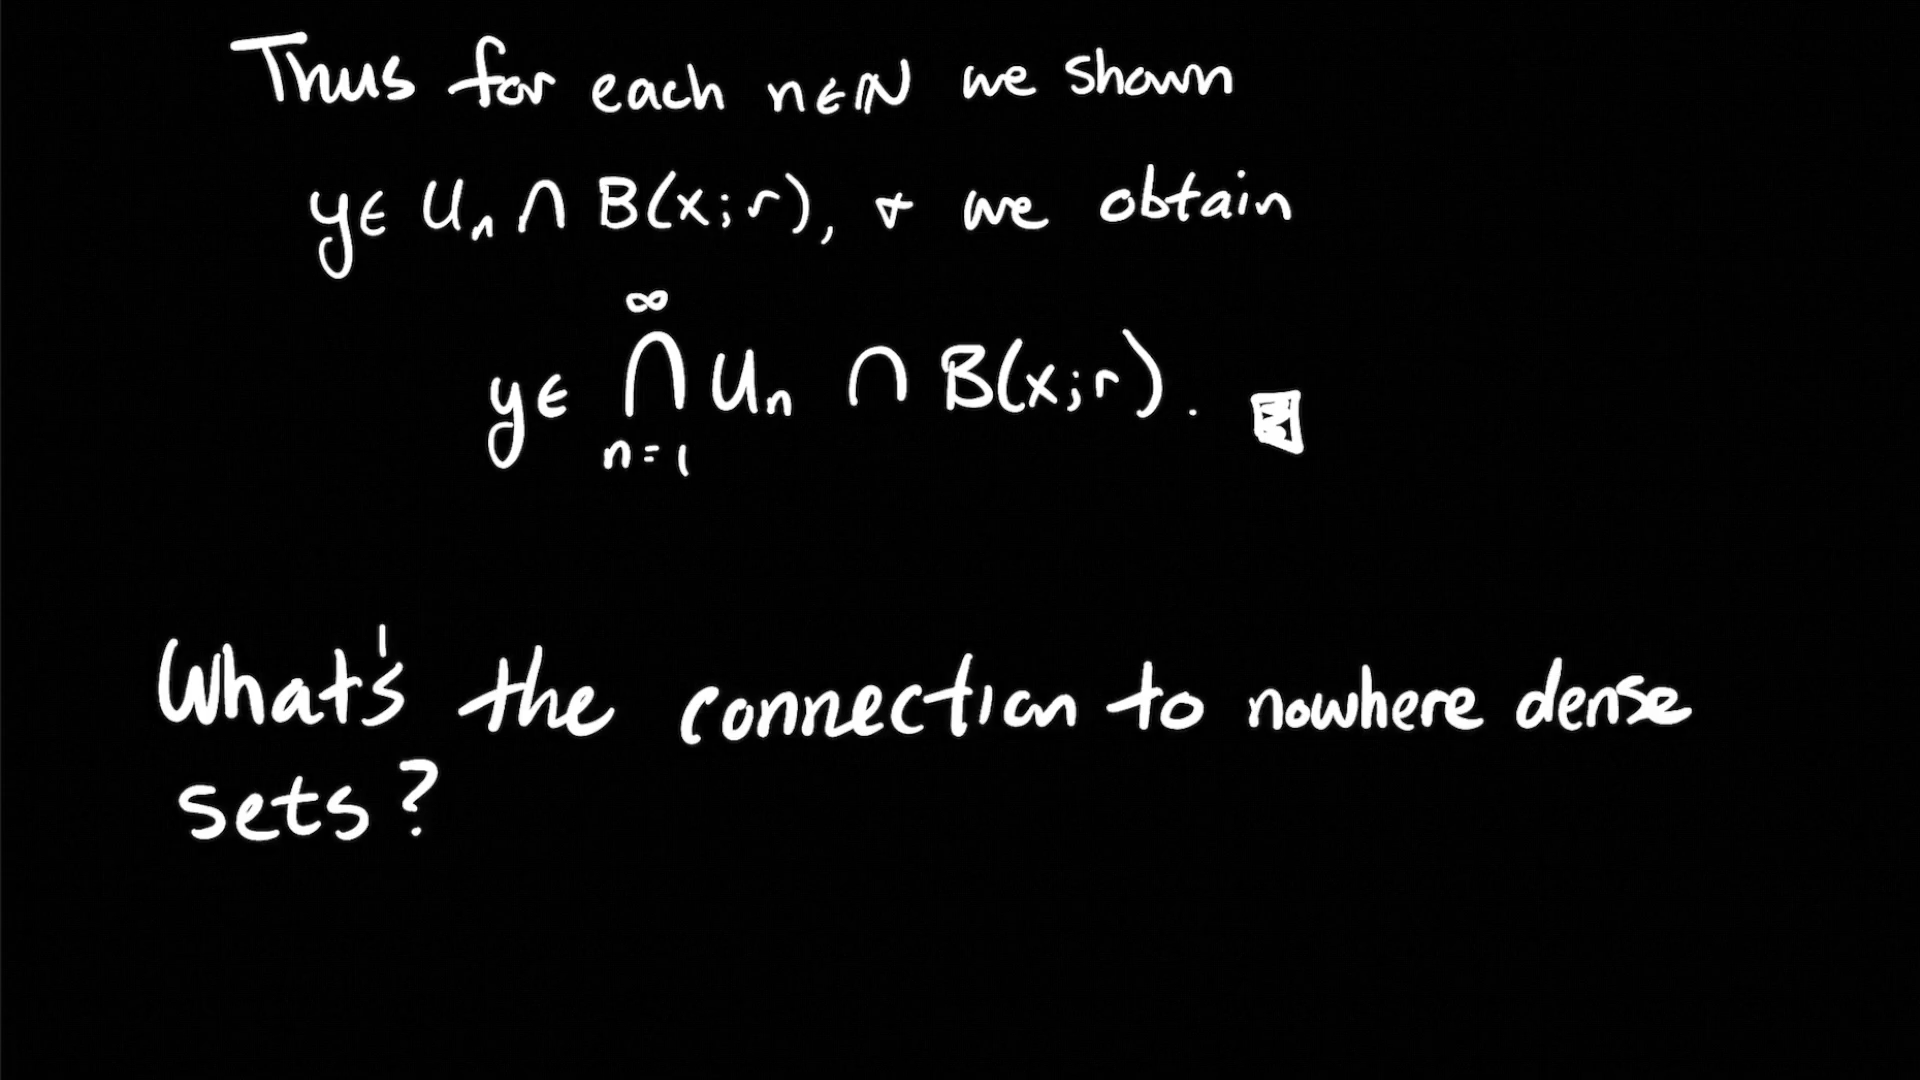 Thus for each n∈ℕ we shown
y∈ Uₙ ∩ B(x;r), & we obtain
∞
y∈ ⋂ Uₙ ∩ B(x;r).
n=1
What's the connection to nowhere dense
sets?